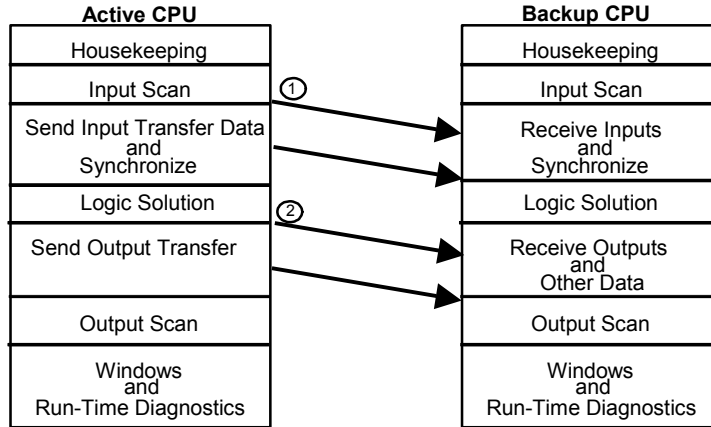 Active CPU
Housekeeping
Input Scan
Send Input Transfer Data
and
Synchronize
Logic Solution
Send Output Transfer
Output Scan
Windows
and
Run-Time Diagnostics
1
2
Backup CPU
Housekeeping
Input Scan
Receive Inputs
and
Synchronize
Logic Solution
Receive Outputs
and
Other Data
Output Scan
Windows
and
Run-Time Diagnostics